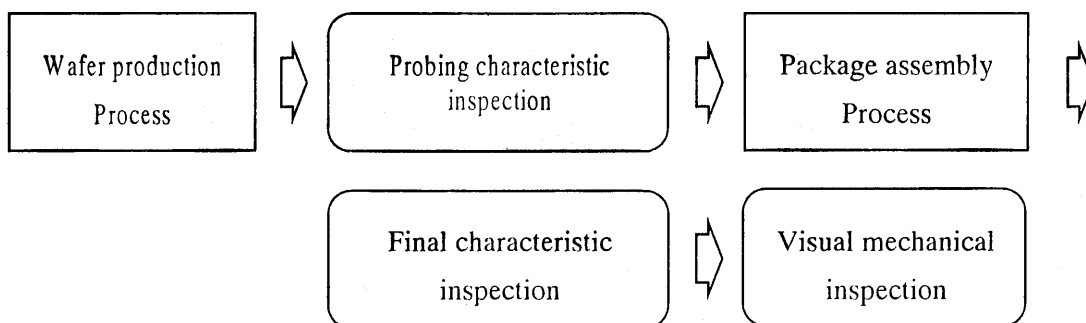 Wafer production
Process
Probing characteristic
inspection
Package assembly
Process
Final characteristic
inspection
Visual mechanical
inspection